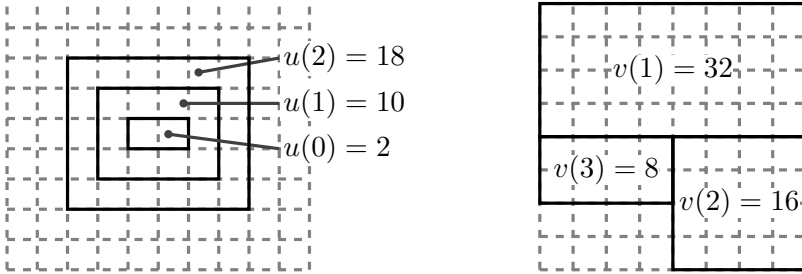 u(2) = 18
u(1) = 10
u(0) = 2
v(1) = 32
v(3) = 8
v(2) = 16